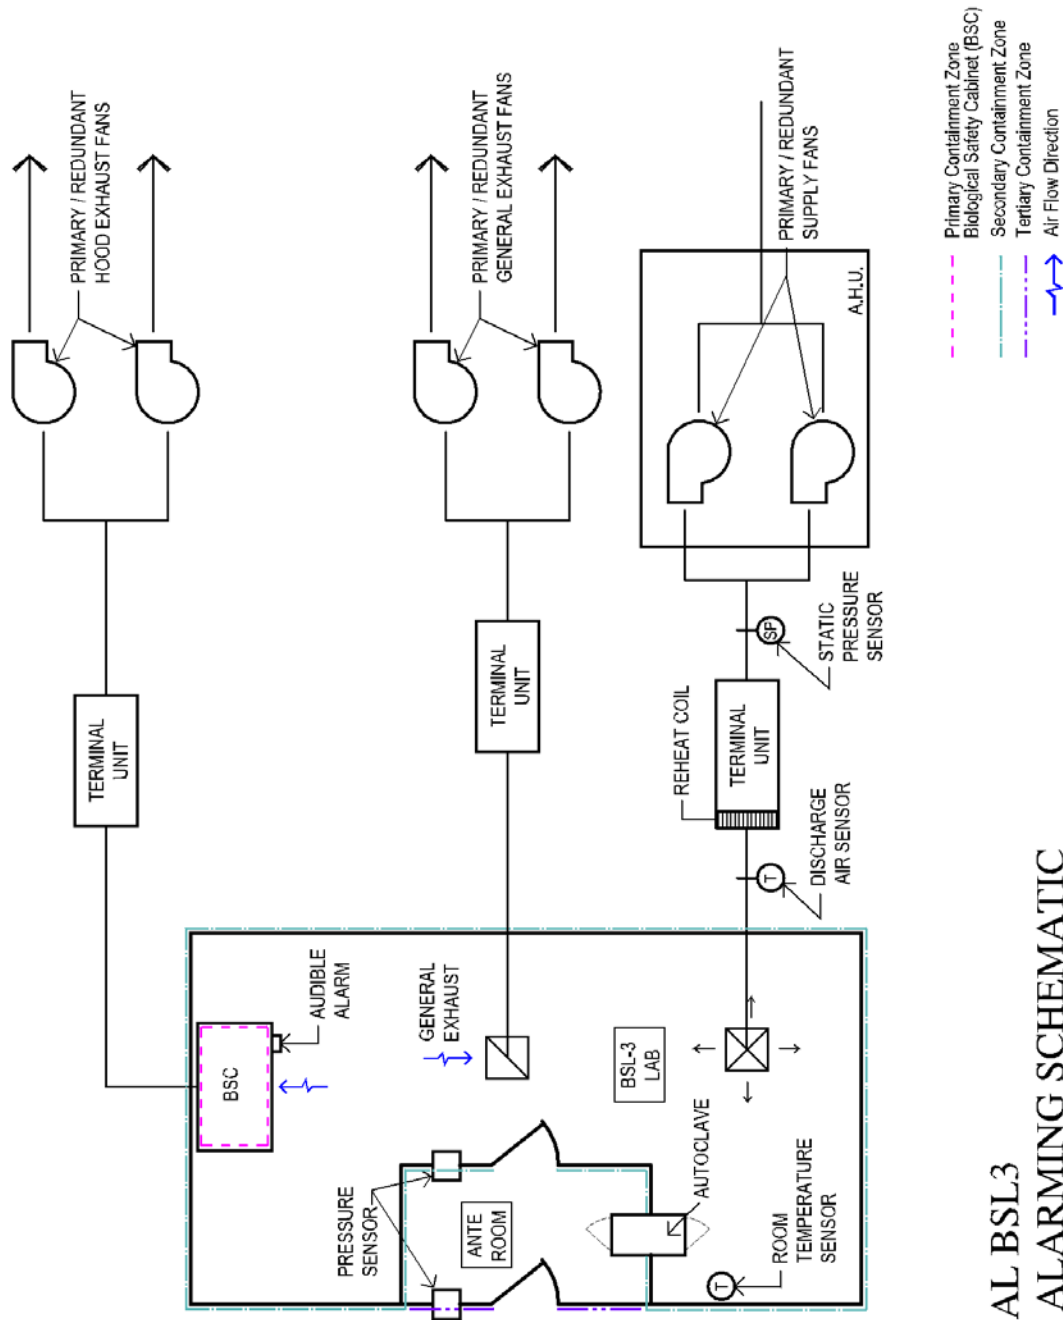 PRIMARY / REDUNDANT
HOOD EXHAUST FANS
TERMINAL
UNIT
BSC
AUDIBLE
ALARM
PRIMARY / REDUNDANT
GENERAL EXHAUST FANS
TERMINAL
UNIT
GENERAL
EXHAUST
PRESSURE
SENSOR
ANTE
ROOM
BSL-3
LAB
AUTOCLAVE
T
ROOM
TEMPERATURE
SENSOR
REHEAT COIL
TERMINAL
UNIT
T
DISCHARGE
AIR SENSOR
SP
STATIC
PRESSURE
SENSOR
PRIMARY / REDUNDANT
SUPPLY FANS
A.H.U.
Primary Containment Zone
Biological Safety Cabinet (BSC)
Secondary Containment Zone
Tertiary Containment Zone
Air Flow Direction
AL BSL3
ALARMING SCHEMATIC